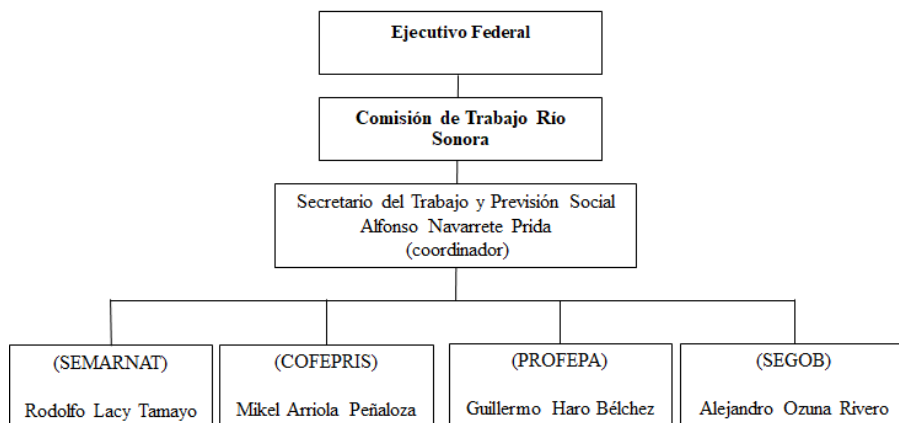 Ejecutivo Federal
Comisión de Trabajo Río
Sonora
Secretario del Trabajo y Previsión Social
Alfonso Navarrete Prida
(coordinador)
(SEMARNAT)
Rodolfo Lacy Tamayo
(COFEPRIS)
Mikel Arriola Peñaloza
(PROFEPA)
Guillermo Haro Bélchez
(SEGOB)
Alejandro Ozuna Rivero